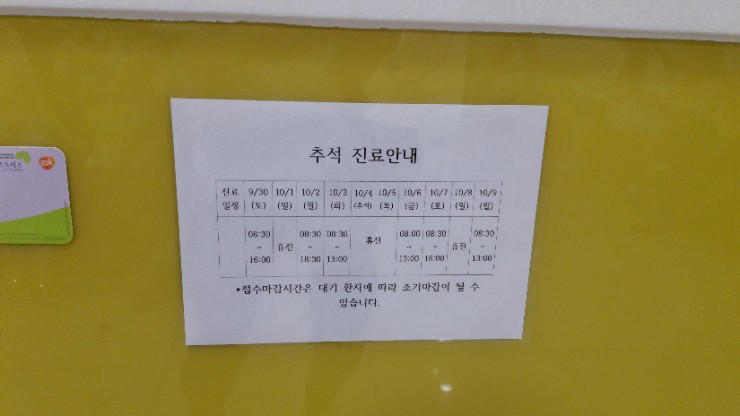 추석 진료안내
진료 9/30 10/1 10/2 10/3 10/4 10/5 10/6 10/7 10/8 10/9
일정 (토) (일) (월) (화) (추석) (목) (금) (토) (일) (월)
08:30 08:30 08:30 08:00 08:30 08:30
~ 휴진 ~ ~ 휴진 ~ ~ 휴진 ~
16:00 18:30 13:00 13:00 16:00 13:00
*접수마감시간은 대기 환자에 따라 조기마감이 될 수
있습니다.
gsk